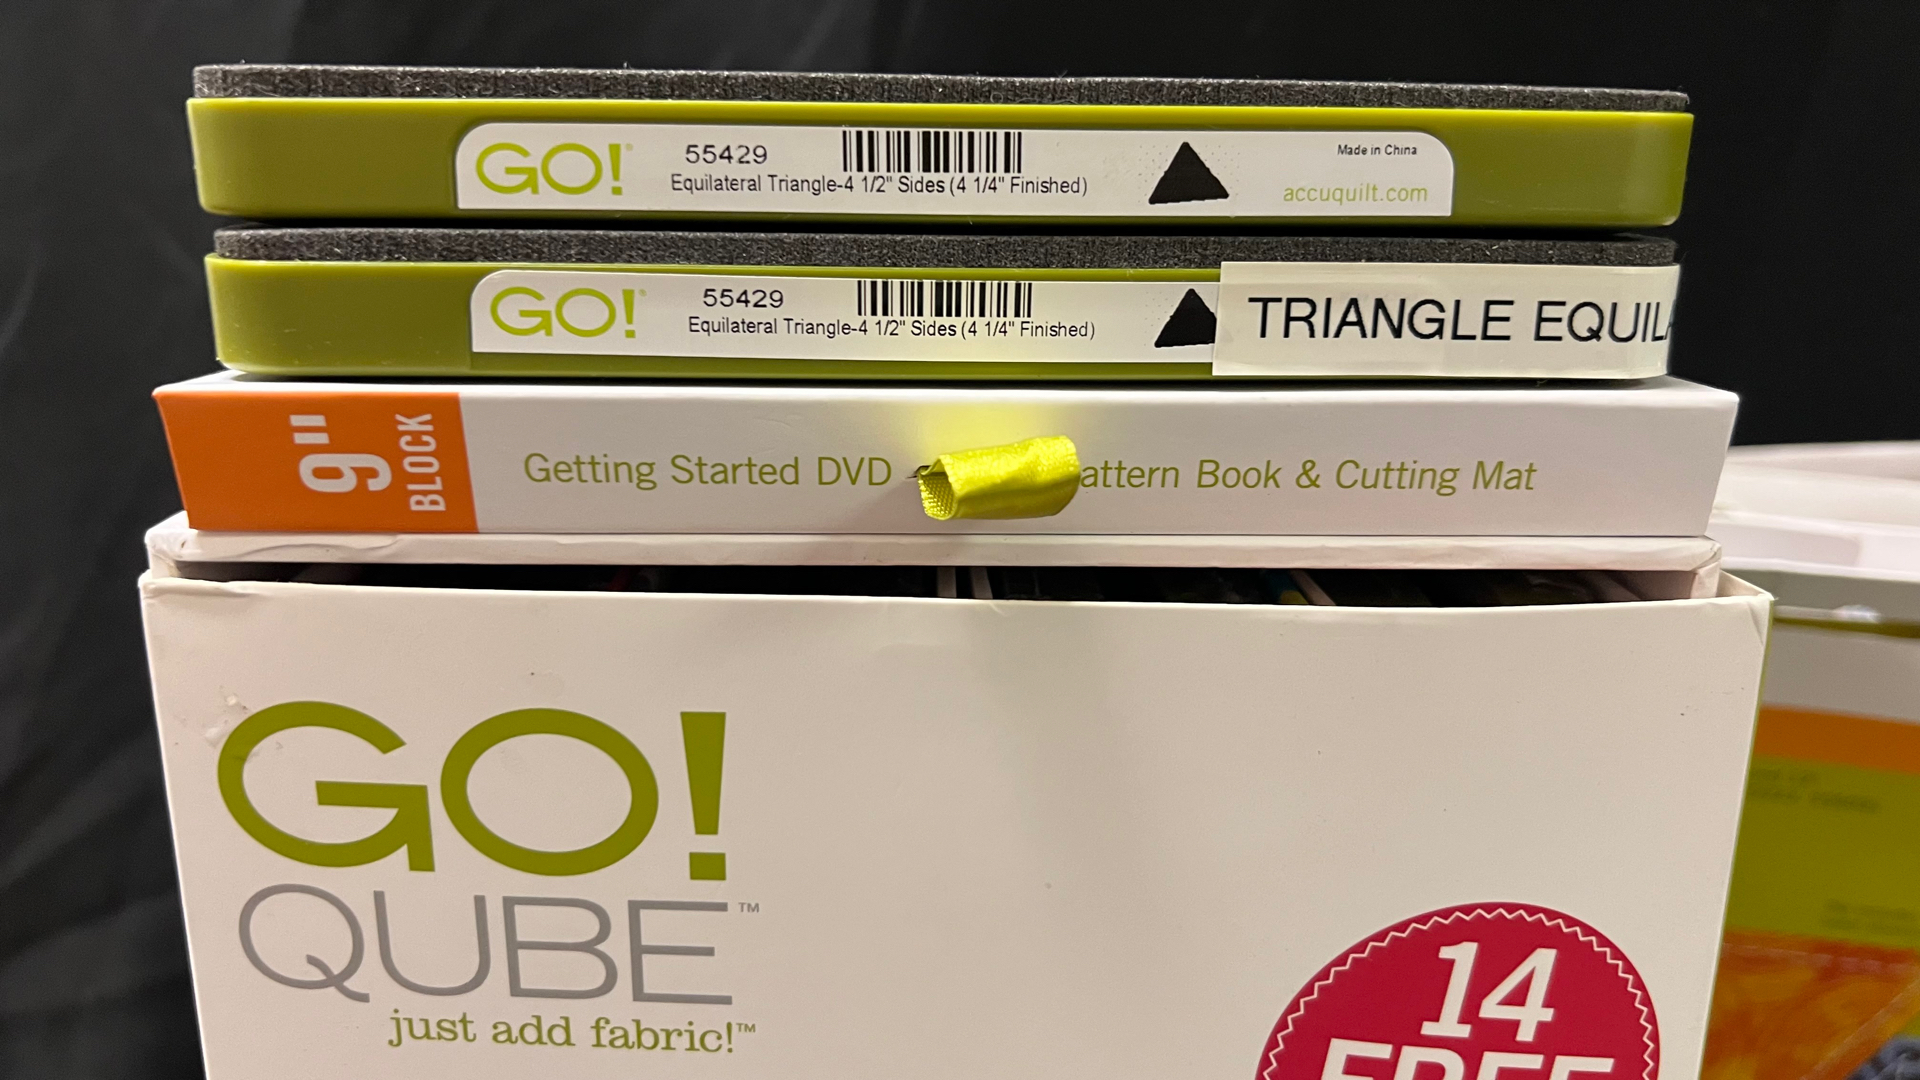 GO!
55429
Equilateral Triangle-4 1/2" Sides (4 1/4" Finished)
Made in China
accuquilt.com
GO!
55429
Equilateral Triangle-4 1/2" Sides (4 1/4" Finished)
TRIANGLE EQUIL
9" BLOCK
Getting Started DVD
attern Book & Cutting Mat
GO!
QUBE™
just add fabric!™
14
FREE